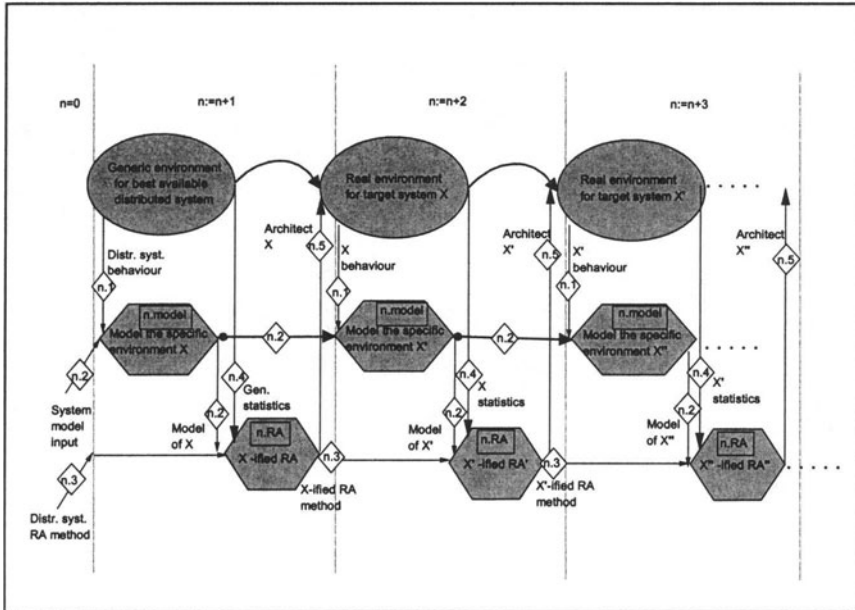 n=0
n:=n+1
n:=n+2
n:=n+3
Generic environment
for best available
distributed system
Real environment
for target system X
Real environment
for target system X'
Distr. syst.
behaviour
Architect
X
n.5
X
behaviour
Architect
X'
n.5
X'
behaviour
Architect
X"
n.5
n.1
n.1
n.1
n.model
Model the specific
environment X
n.2
n.model
Model the specific
environment X'
n.2
n.model
Model the specific
environment X"
n.2
System
model
input
n.4
Gen.
statistics
n.2
Model
of X
n.4
X
statistics
n.2
Model
of X'
n.4
X'
statistics
n.2
Model
of X"
n.RA
X -ified RA
n.3
X-ified RA
method
n.RA
X' -ified RA'
n.3
X'-ified RA
method
n.RA
X" -ified RA"
n.3
Distr. syst.
RA method